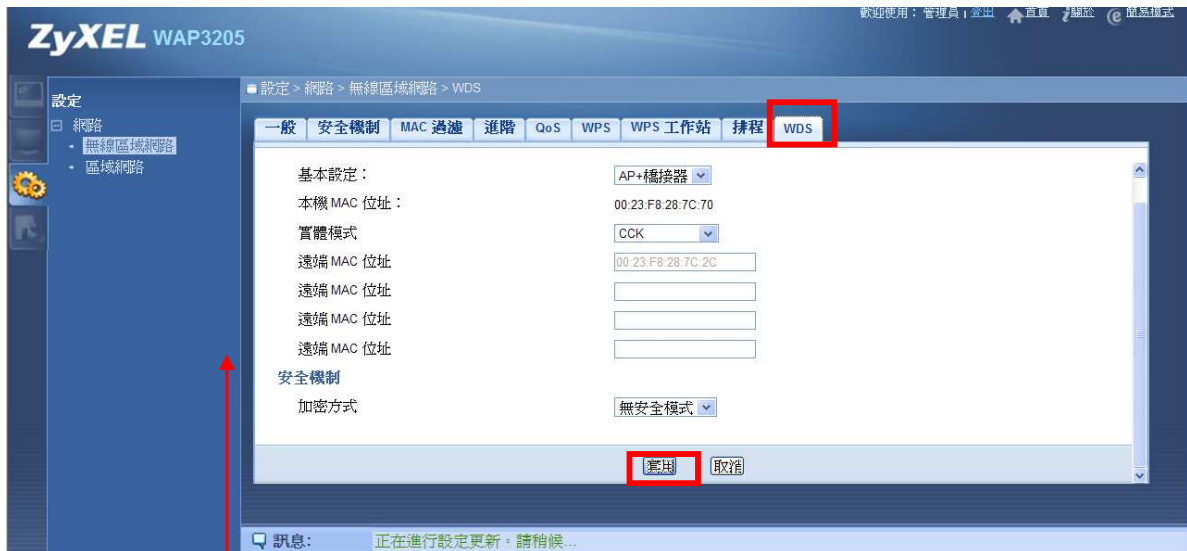 歡迎使用：管理員 | 登出 首頁 關於 簡易模式
ZyXEL WAP3205
設定 > 網路 > 無線區域網路 > WDS
設定
網路
無線區域網路
區域網路
一般 安全機制 MAC 過濾 進階 QoS WPS WPS 工作站 排程 WDS
基本設定： AP+橋接器
本機 MAC 位址： 00:23:F8:28:7C:70
實體模式 CCK
遠端 MAC 位址 00:23:F8:28:7C:2C
遠端 MAC 位址
遠端 MAC 位址
遠端 MAC 位址
安全機制
加密方式 無安全模式
套用 取消
訊息: 正在進行設定更新。請稍候...